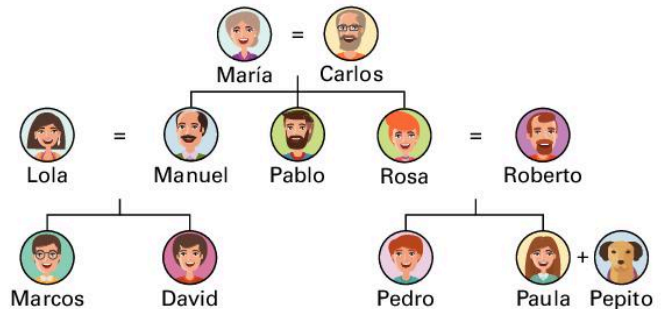 =
María Carlos
= =
Lola Manuel Pablo Rosa Roberto
+
Marcos David Pedro Paula Pepito